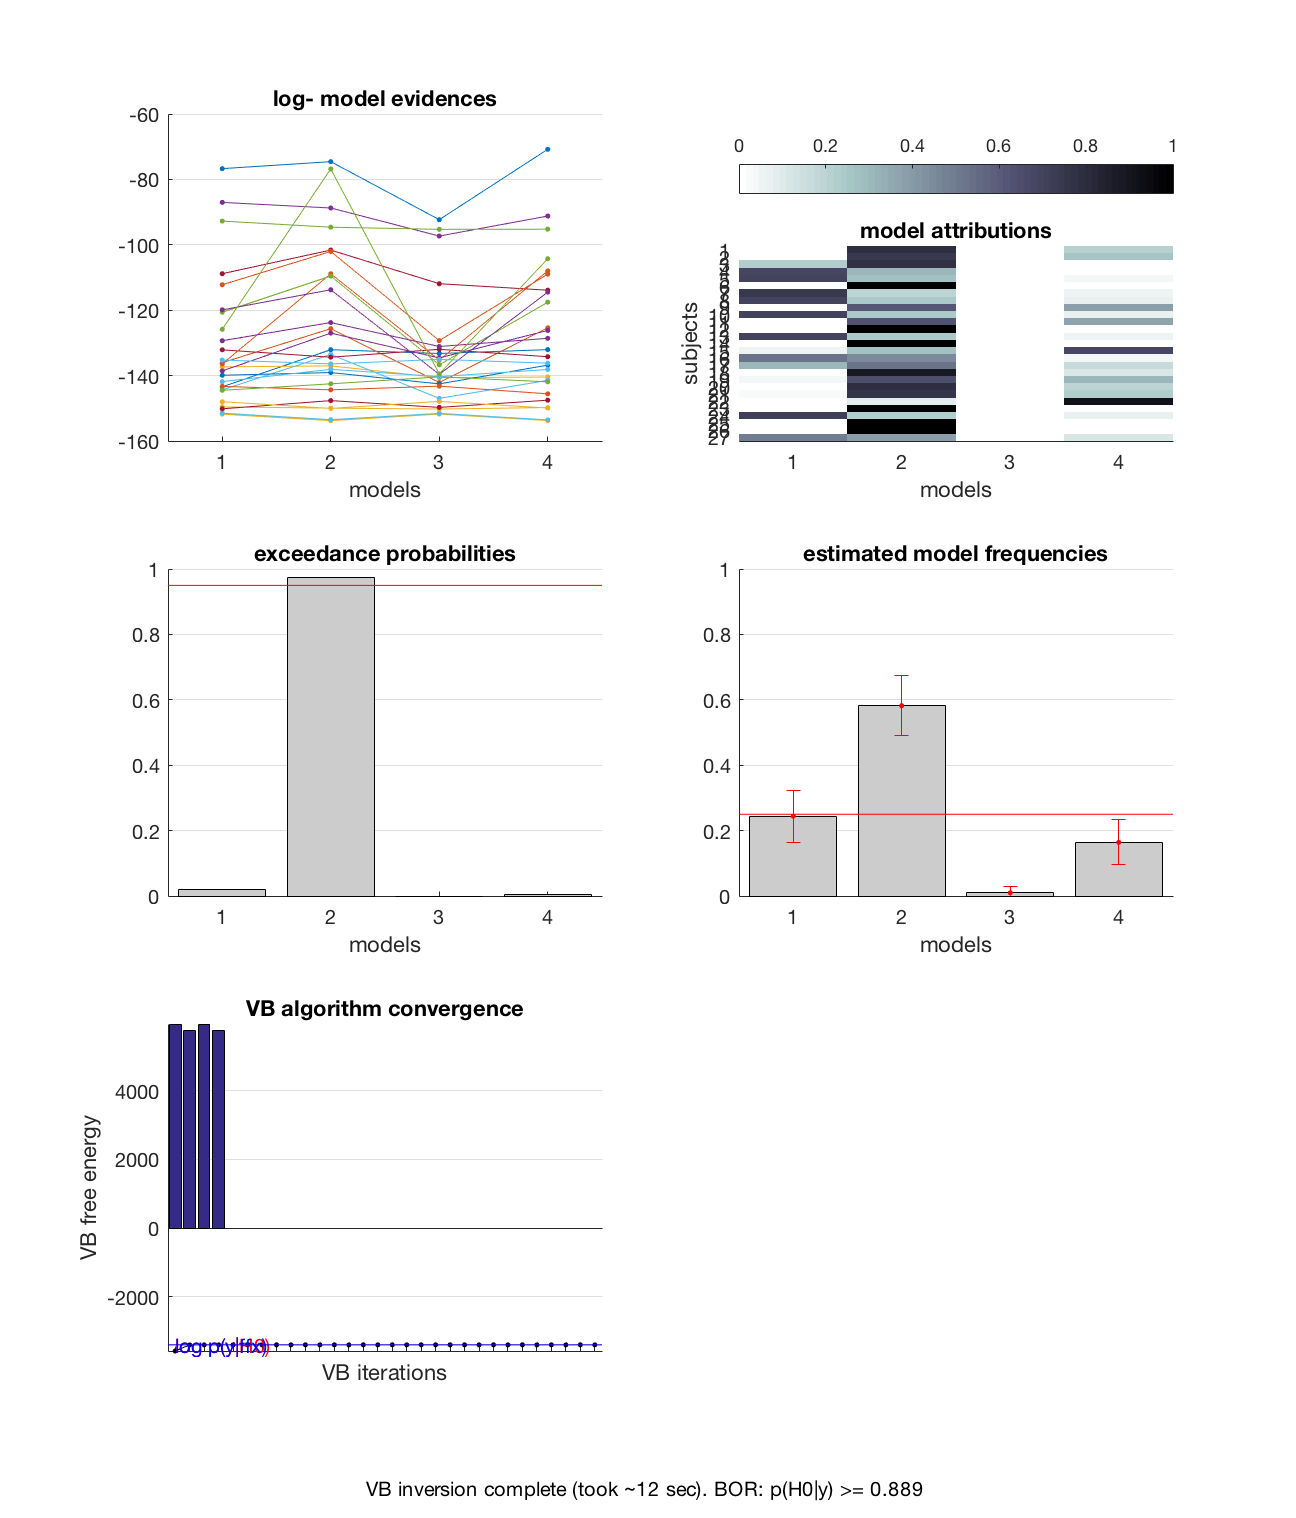 log- model evidences
-60
-80
-100
-120
-140
-160
1 2 3 4
models
0 0.2 0.4 0.6 0.8 1
model attributions
subjects
1
27
1 2 3 4
models
exceedance probabilities
1
0.8
0.6
0.4
0.2
0
1 2 3 4
models
estimated model frequencies
1
0.8
0.6
0.4
0.2
0
1 2 3 4
models
VB algorithm convergence
VB free energy
4000
2000
0
-2000
VB iterations
VB inversion complete (took ~12 sec). BOR: p(H0|y) >= 0.889